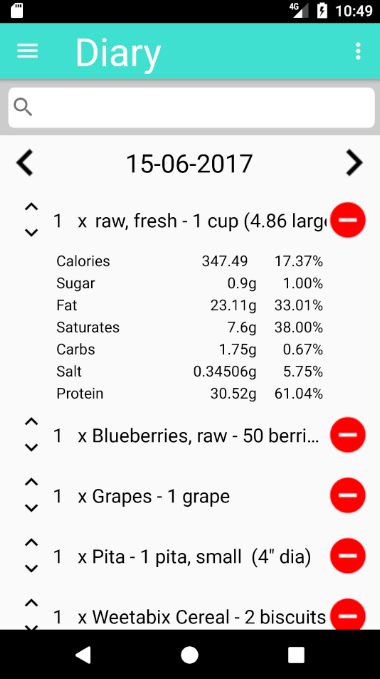 4G 10:49
Diary
15-06-2017
1 x raw, fresh - 1 cup (4.86 large
Calories 347.49 17.37%
Sugar 0.9g 1.00%
Fat 23.11g 33.01%
Saturates 7.6g 38.00%
Carbs 1.75g 0.67%
Salt 0.34506g 5.75%
Protein 30.52g 61.04%
1 x Blueberries, raw - 50 berri...
1 x Grapes - 1 grape
1 x Pita - 1 pita, small (4" dia)
1 x Weetabix Cereal - 2 biscuits